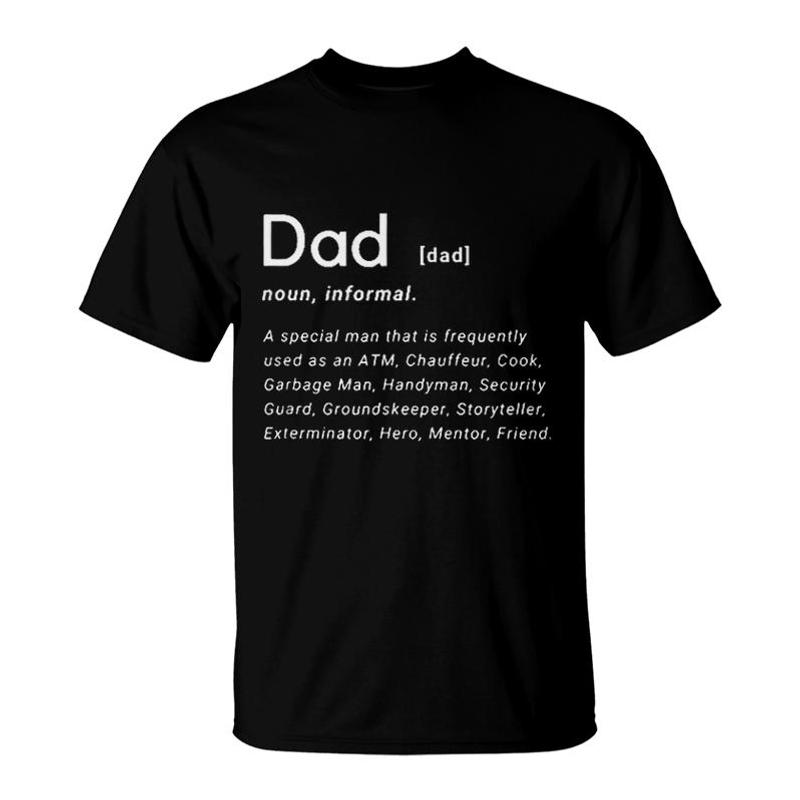 Dad [dad]
noun, informal.
A special man that is frequently
used as an ATM, Chauffeur, Cook,
Garbage Man, Handyman, Security
Guard, Groundskeeper, Storyteller,
Exterminator, Hero, Mentor, Friend.